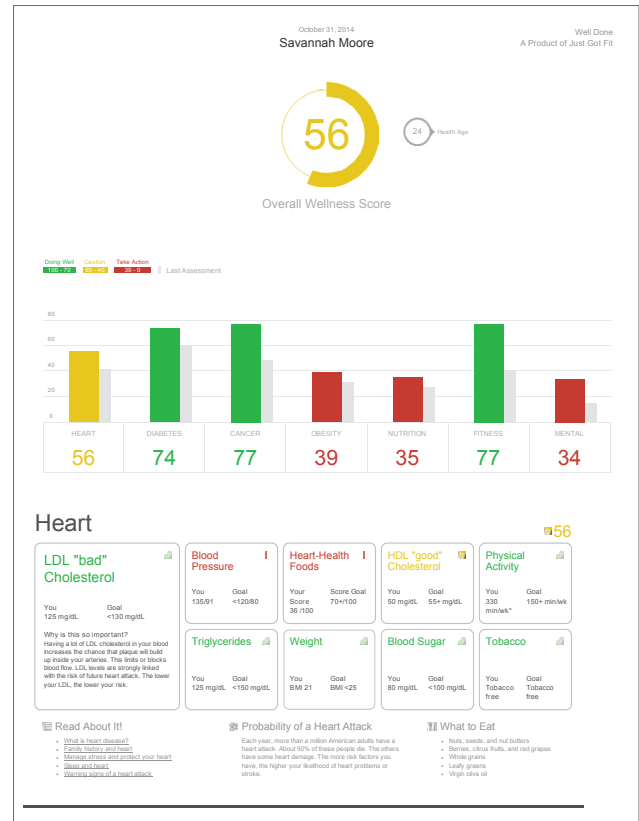 October 31, 2014
Savannah Moore
Well Done
A Product of Just Got Fit
56
24
Health Age
Overall Wellness Score
Doing Well Caution Take Action
100 - 70 69 - 40 39 - 0 Last Assessment
80
60
40
20
0
HEART DIABETES CANCER OBESITY NUTRITION FITNESS MENTAL
56 74 77 39 35 77 34
Heart
56
LDL "bad"
Cholesterol
You Goal
125 mg/dL <130 mg/dL
Why is this so important?
Having a lot of LDL cholesterol in your blood
increases the chance that plaque will build
up inside your arteries. This limits or blocks
blood flow. LDL levels are strongly linked
with the risk of future heart attack. The lower
your LDL, the lower your risk.
Blood
Pressure
You Goal
135/91 <120/80
Heart-Health
Foods
Your Score Goal
Score 70+/100
36 /100
HDL "good"
Cholesterol
You Goal
50 mg/dL 55+ mg/dL
Physical
Activity
You Goal
330 150+ min/wk
min/wk*
Triglycerides
You Goal
125 mg/dL <150 mg/dL
Weight
You Goal
BMI 21 BMI <25
Blood Sugar
You Goal
80 mg/dL <100 mg/dL
Tobacco
You Goal
Tobacco Tobacco
free free
Read About It!
What is heart disease?
Family history and heart
Manage stress and protect your heart
Sleep and heart
Warning signs of a heart attack
Probability of a Heart Attack
Each year, more than a million American adults have a
heart attack. About 50% of these people die. The others
have some heart damage. The more risk factors you
have, the higher your likelihood of heart problems or
stroke.
What to Eat
Nuts, seeds, and nut butters
Berries, citrus fruits, and red grapes
Whole grains
Leafy greens
Virgin olive oil